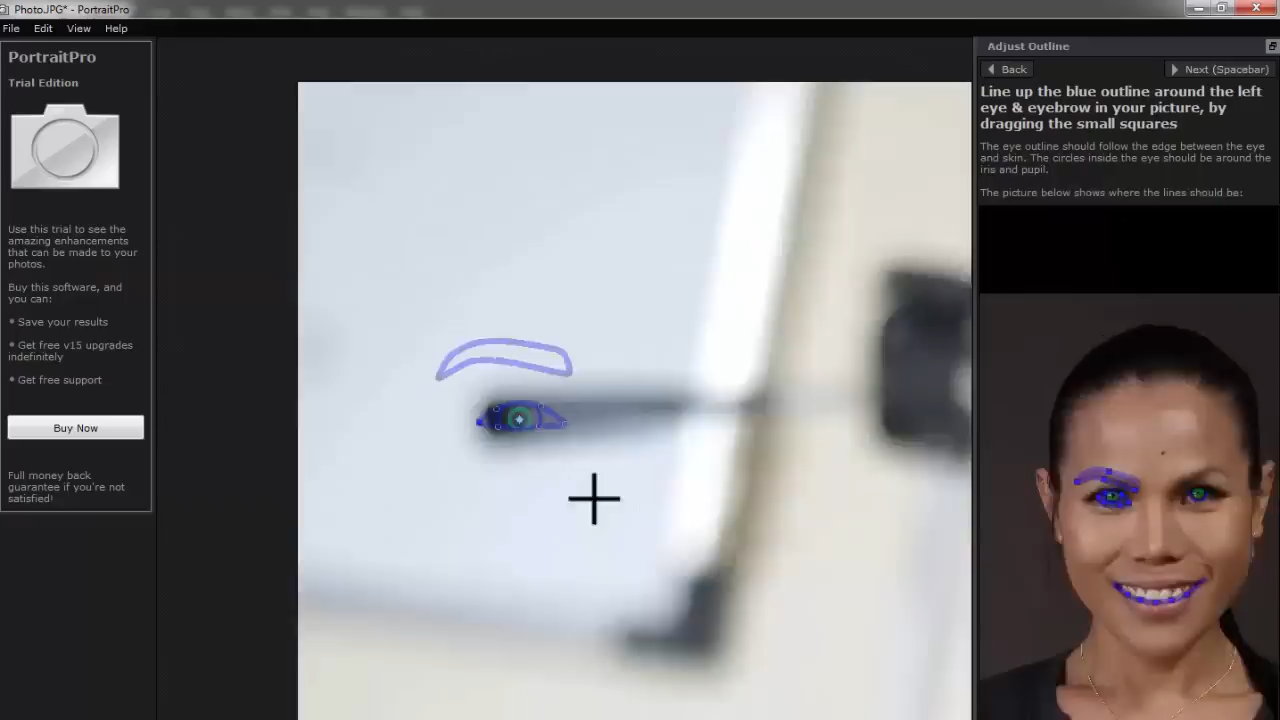 Photo.JPG* - PortraitPro
File Edit View Help
PortraitPro
Trial Edition
Use this trial to see the
amazing enhancements
that can be made to your
photos.
Buy this software, and
you can:
• Save your results
• Get free v15 upgrades
indefinitely
• Get free support
Buy Now
Full money back
guarantee if you're not
satisfied!
Adjust Outline
Back Next (Spacebar)
Line up the blue outline around the left
eye & eyebrow in your picture, by
dragging the small squares
The eye outline should follow the edge between the eye
and skin. The circles inside the eye should be around the
iris and pupil.
The picture below shows where the lines should be: